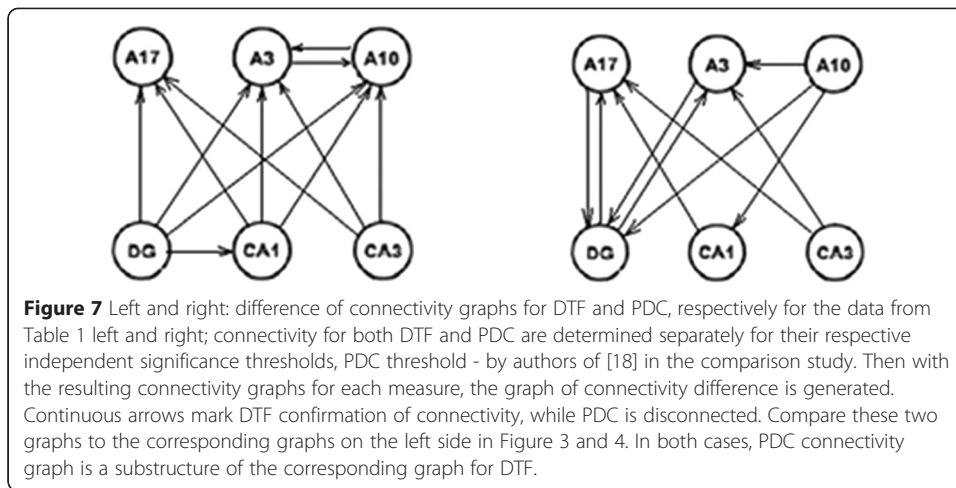 A17 A3 A10 A17 A3 A10
DG CA1 CA3 DG CA1 CA3
Figure 7 Left and right: difference of connectivity graphs for DTF and PDC, respectively for the data from
Table 1 left and right; connectivity for both DTF and PDC are determined separately for their respective
independent significance thresholds, PDC threshold - by authors of [18] in the comparison study. Then with
the resulting connectivity graphs for each measure, the graph of connectivity difference is generated.
Continuous arrows mark DTF confirmation of connectivity, while PDC is disconnected. Compare these two
graphs to the corresponding graphs on the left side in Figure 3 and 4. In both cases, PDC connectivity
graph is a substructure of the corresponding graph for DTF.